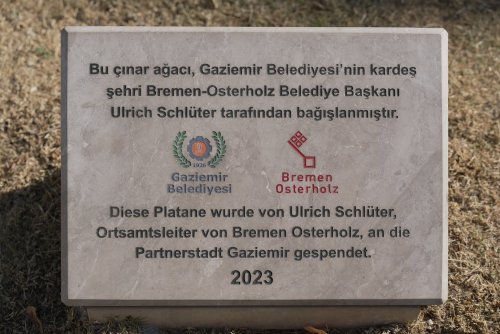 Bu çınar ağacı, Gaziemir Belediyesi’nin kardeş
şehri Bremen-Osterholz Belediye Başkanı
Ulrich Schlüter tarafından bağışlanmıştır.
1926
Gaziemir
Belediyesi
Bremen
Osterholz
Diese Platane wurde von Ulrich Schlüter,
Ortsamtsleiter von Bremen Osterholz, an die
Partnerstadt Gaziemir gespendet.
2023